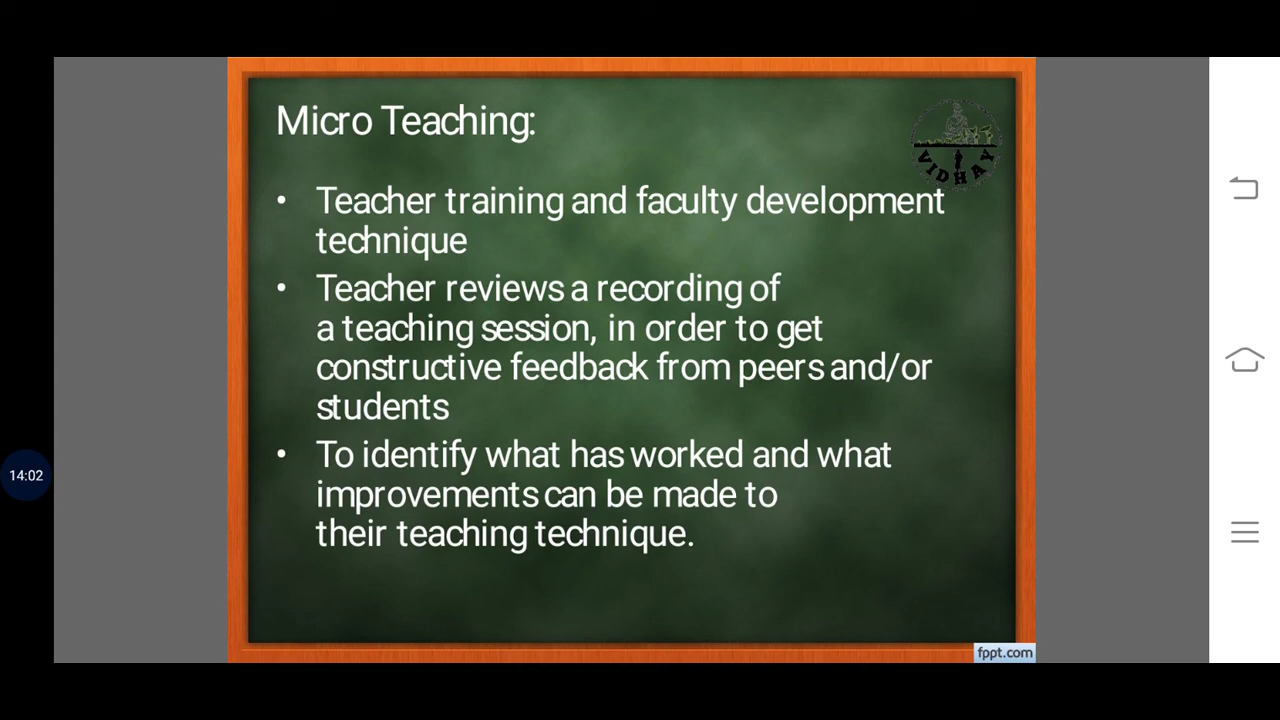 Micro Teaching:
VIDHAY
• Teacher training and faculty development
technique
• Teacher reviews a recording of
a teaching session, in order to get
constructive feedback from peers and/or
students
• To identify what has worked and what
improvements can be made to
their teaching technique.
14:02
fppt.com